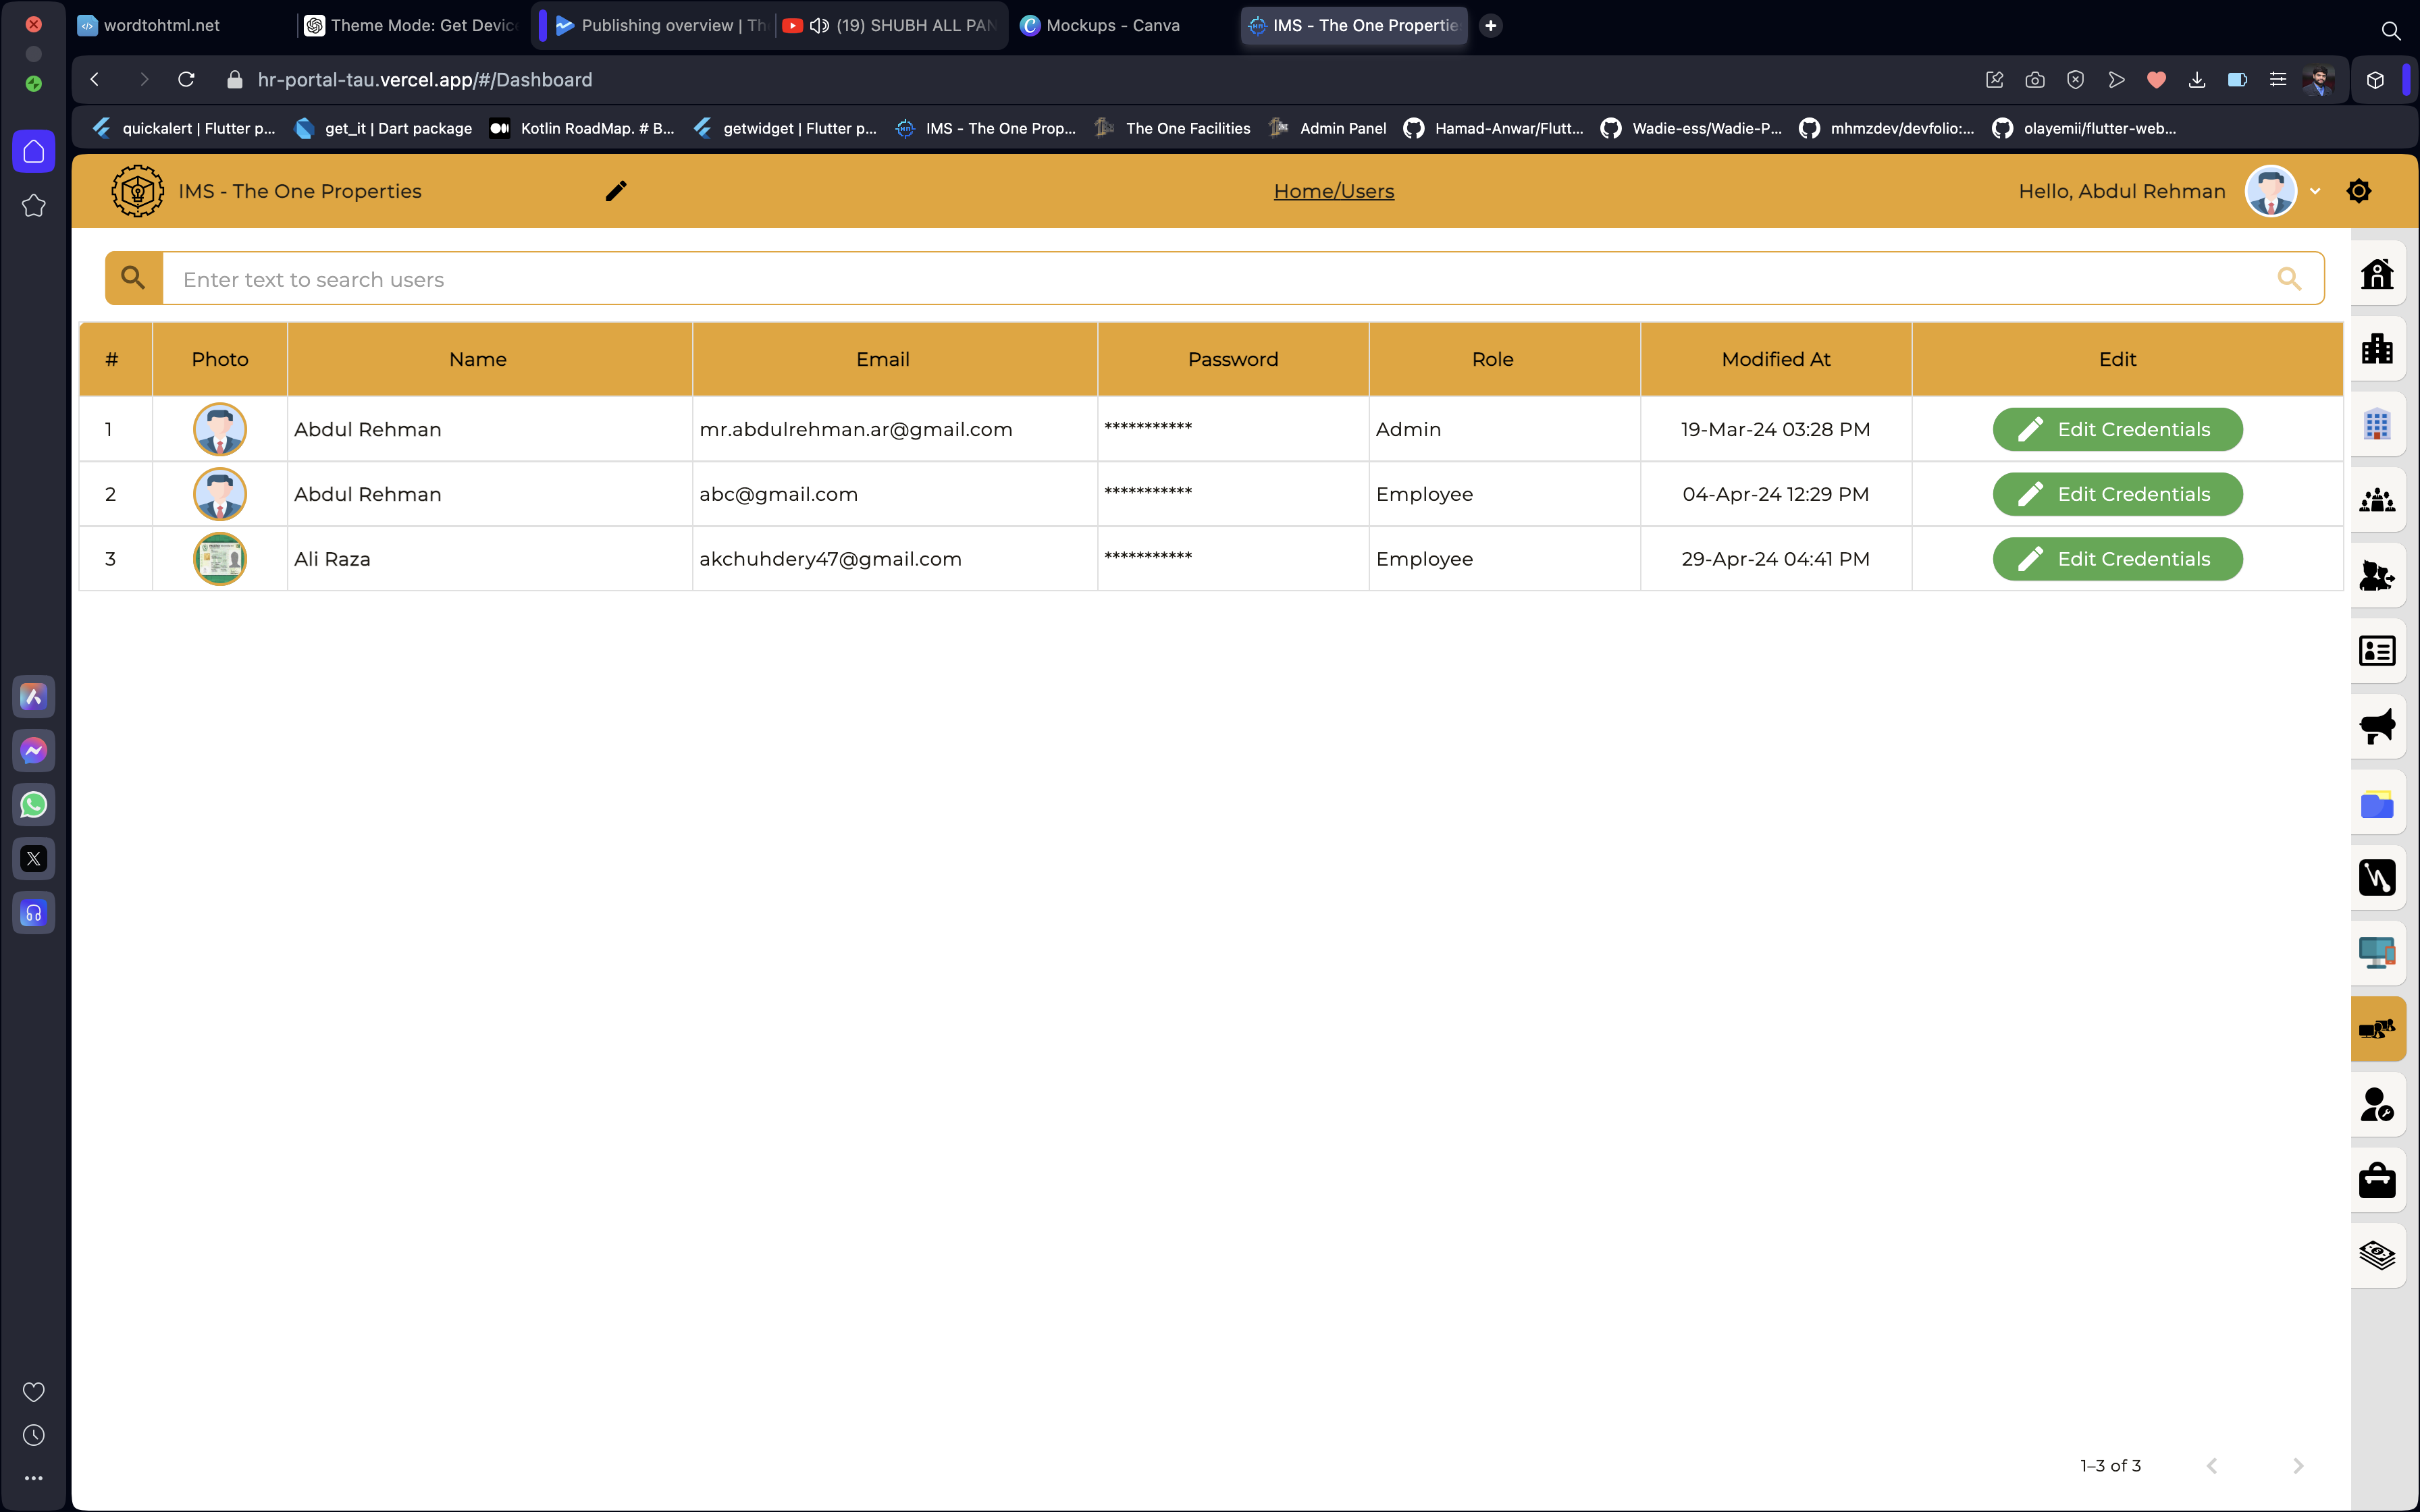 wordtohtml.net
Theme Mode: Get Devic
Publishing overview | Th
(19) SHUBH ALL PAN
Mockups - Canva
IMS - The One Propertie
hr-portal-tau.vercel.app/#/Dashboard
quickalert | Flutter p...
get_it | Dart package
Kotlin RoadMap. # B...
getwidget | Flutter p...
IMS - The One Prop...
The One Facilities
Admin Panel
Hamad-Anwar/Flutt...
Wadie-ess/Wadie-P...
mhmzdev/devfolio:...
olayemii/flutter-web...
IMS - The One Properties
Home/Users
Hello, Abdul Rehman
Enter text to search users
# Photo Name Email Password Role Modified At Edit
1 Abdul Rehman mr.abdulrehman.ar@gmail.com *********** Admin 19-Mar-24 03:28 PM Edit Credentials
2 Abdul Rehman abc@gmail.com *********** Employee 04-Apr-24 12:29 PM Edit Credentials
3 Ali Raza akchuhdery47@gmail.com *********** Employee 29-Apr-24 04:41 PM Edit Credentials
1–3 of 3